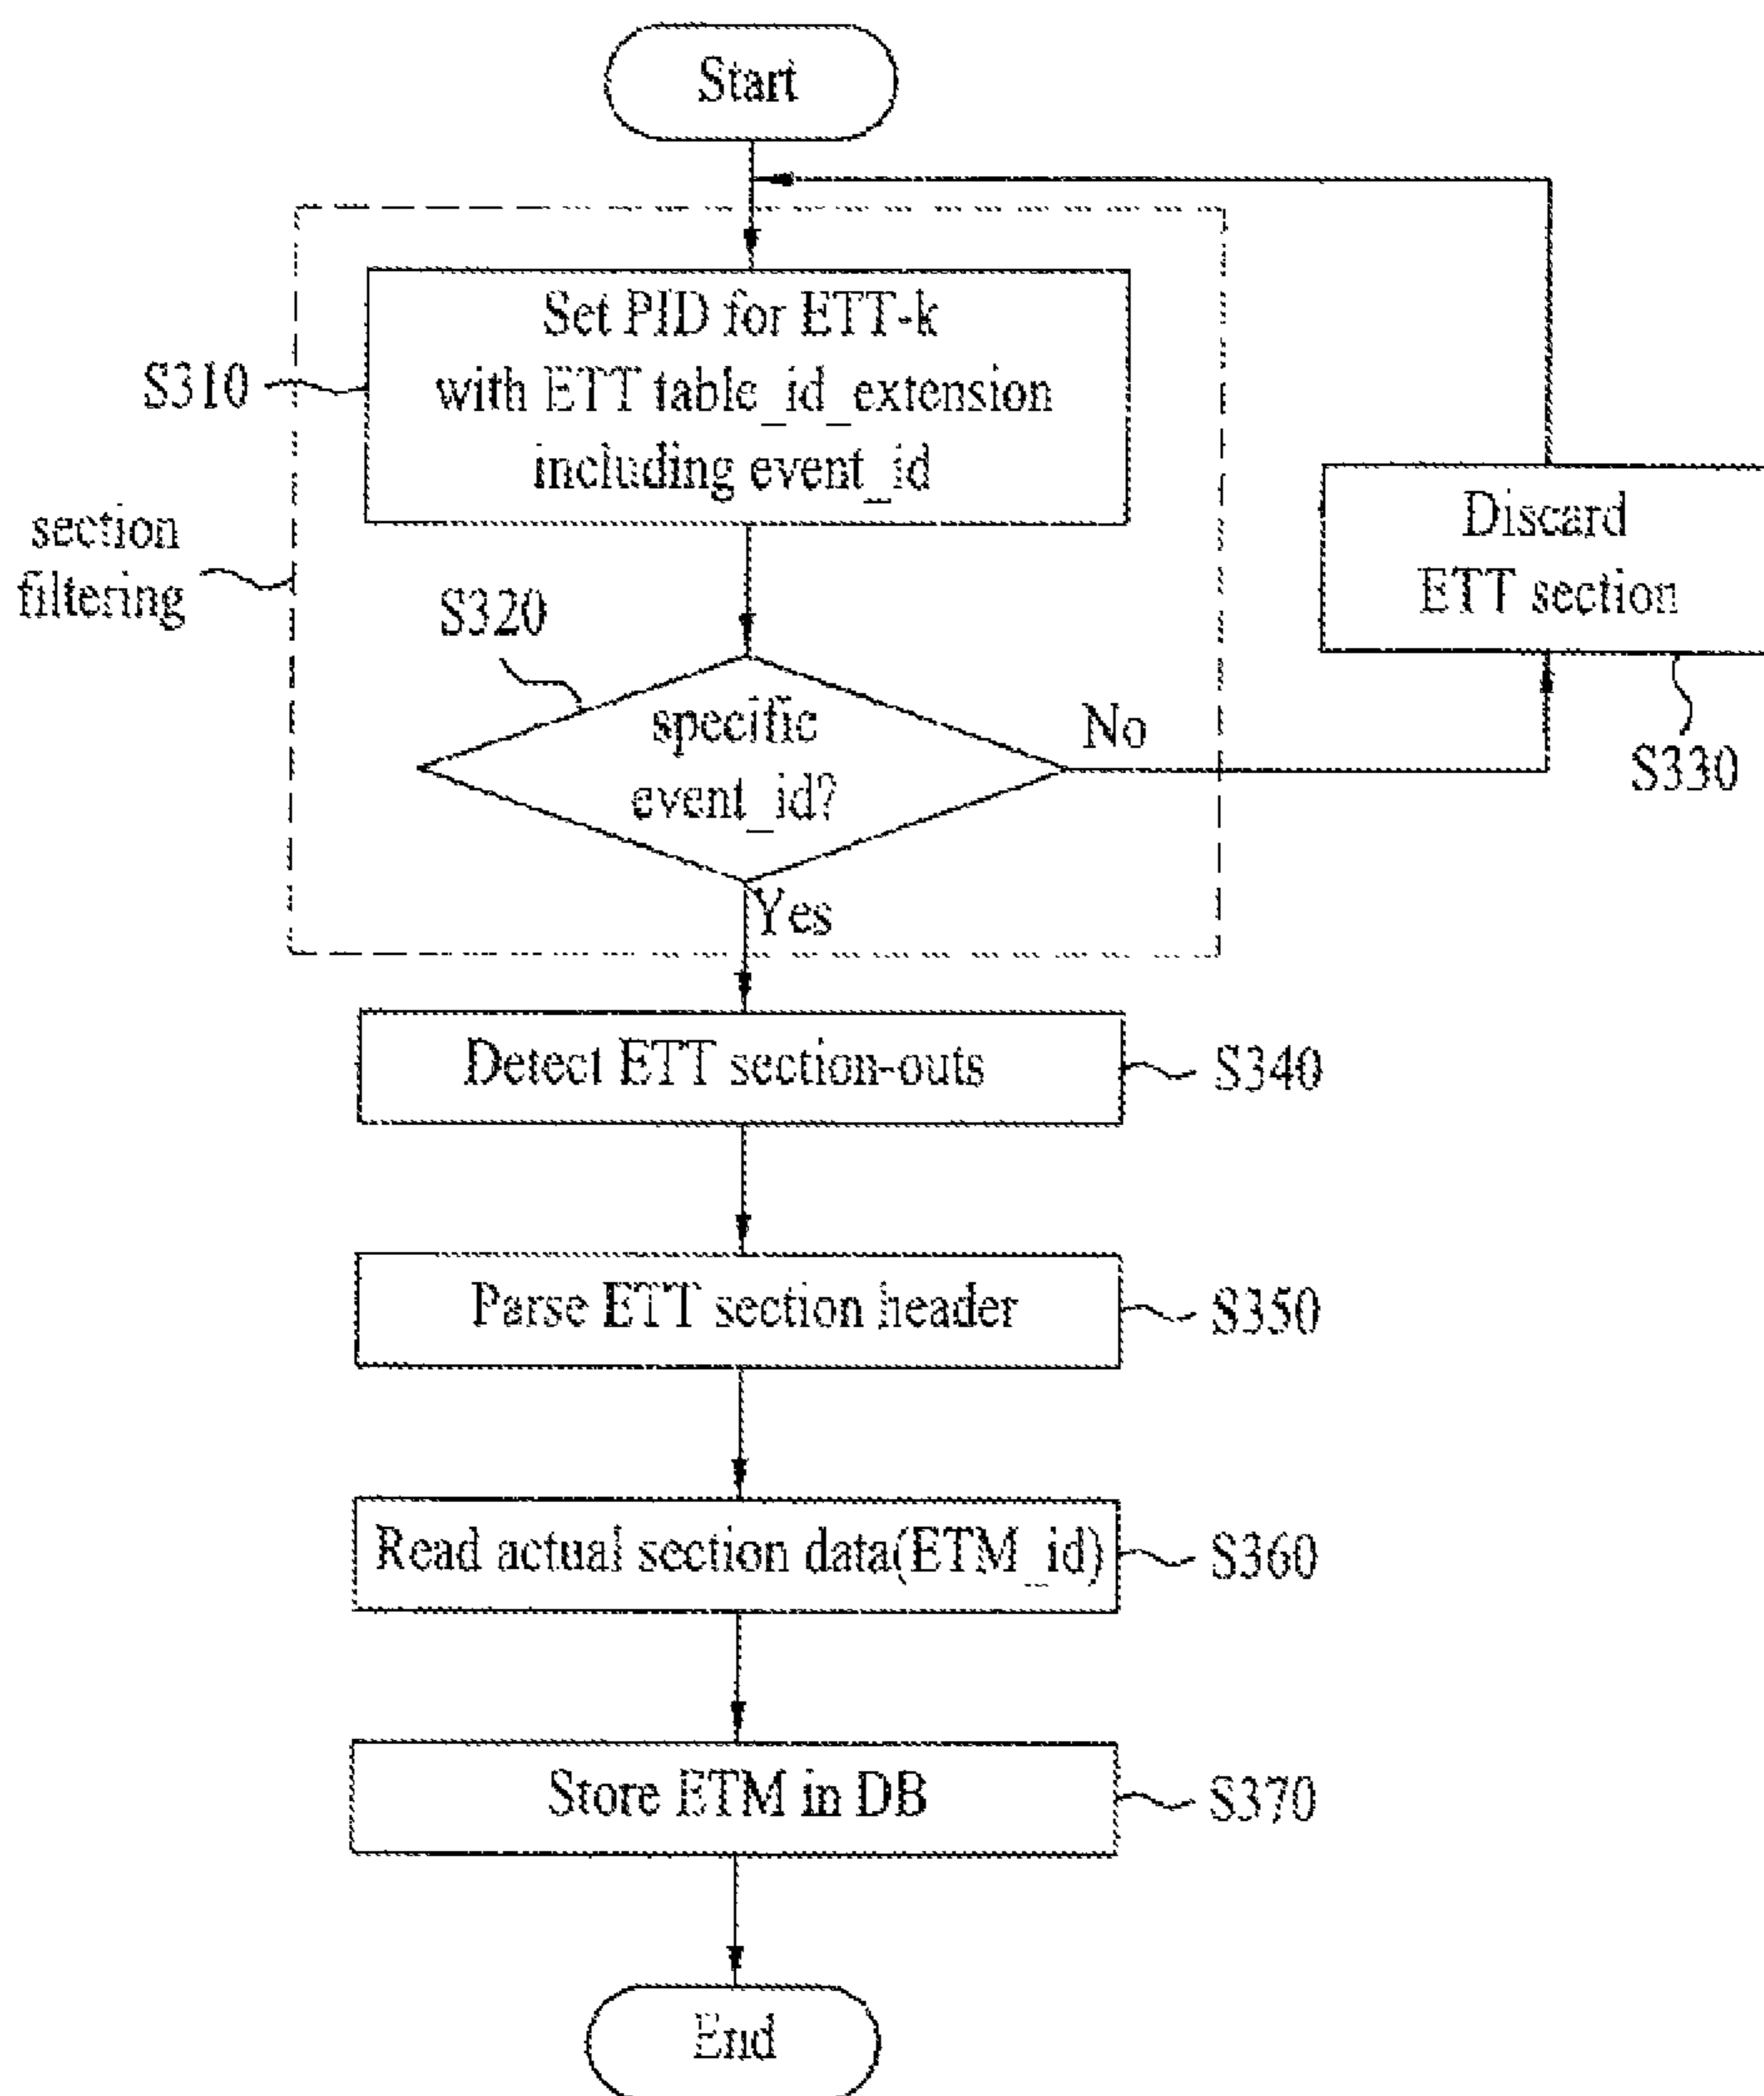 Start
Set PID for ETT-k
with ETT table_id_extension
including event_id
S310
section
filtering
Discard
ETT section
S330
S320
specific
event_id?
No
Yes
Detect ETT section-outs
S340
Parse ETT section header
S350
Read actual section data(ETM_id)
S360
Store ETM in DB
S370
End